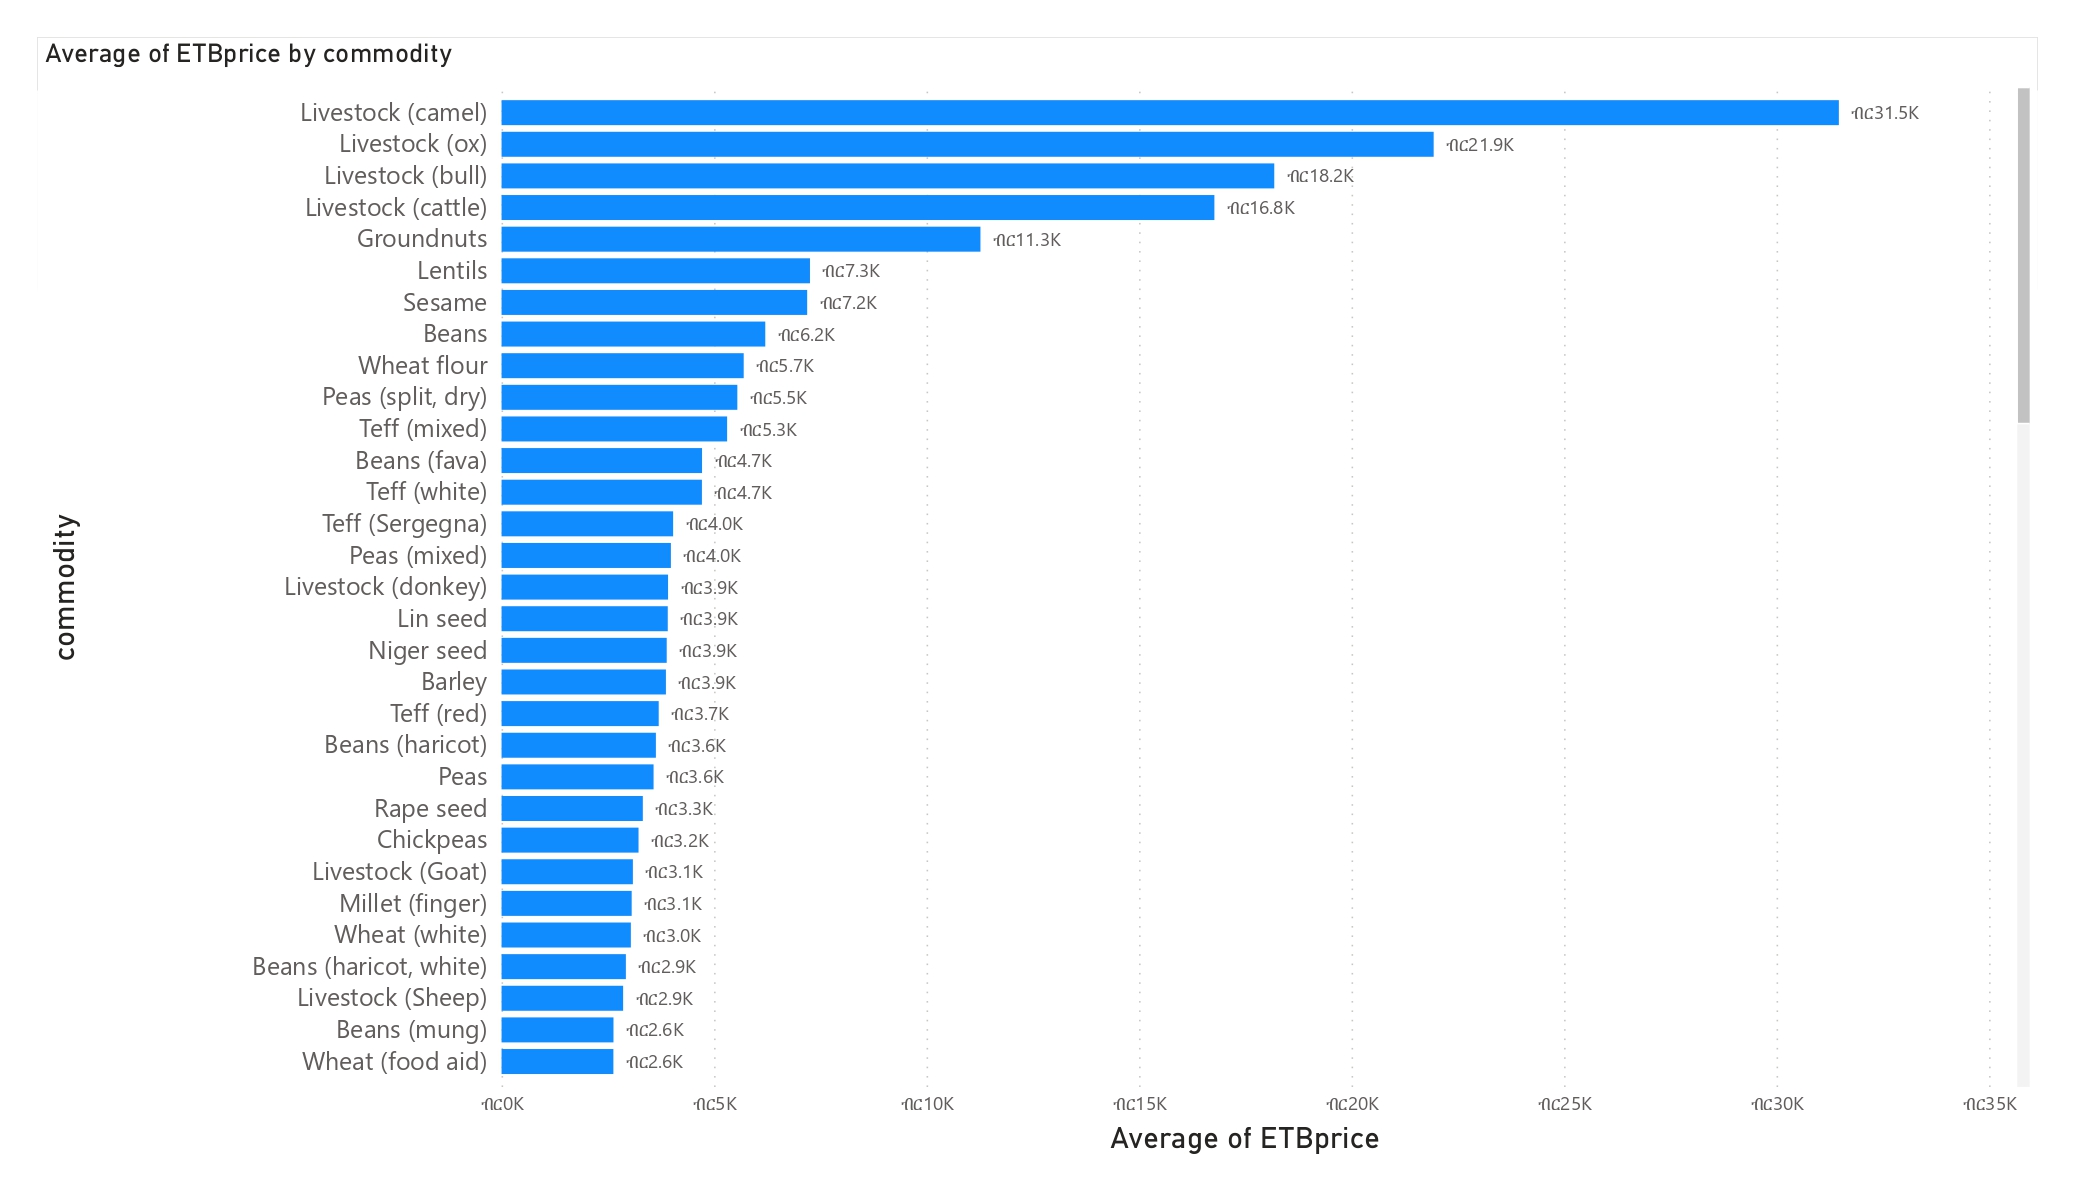 Average of ETBprice by commodity
commodity
Livestock (camel) ብር31.5K
Livestock (ox) ብር21.9K
Livestock (bull) ብር18.2K
Livestock (cattle) ብር16.8K
Groundnuts ብር11.3K
Lentils ብር7.3K
Sesame ብር7.2K
Beans ብር6.2K
Wheat flour ብር5.7K
Peas (split, dry) ብር5.5K
Teff (mixed) ብር5.3K
Beans (fava) ብር4.7K
Teff (white) ብር4.7K
Teff (Sergegna) ብር4.0K
Peas (mixed) ብር4.0K
Livestock (donkey) ብር3.9K
Lin seed ብር3.9K
Niger seed ብር3.9K
Barley ብር3.9K
Teff (red) ብር3.7K
Beans (haricot) ብር3.6K
Peas ብር3.6K
Rape seed ብር3.3K
Chickpeas ብር3.2K
Livestock (Goat) ብር3.1K
Millet (finger) ብር3.1K
Wheat (white) ብር3.0K
Beans (haricot, white) ብር2.9K
Livestock (Sheep) ብር2.9K
Beans (mung) ብር2.6K
Wheat (food aid) ብር2.6K
ብር0K ብር5K ብር10K ብር15K ብር20K ብር25K ብር30K ብር35K
Average of ETBprice